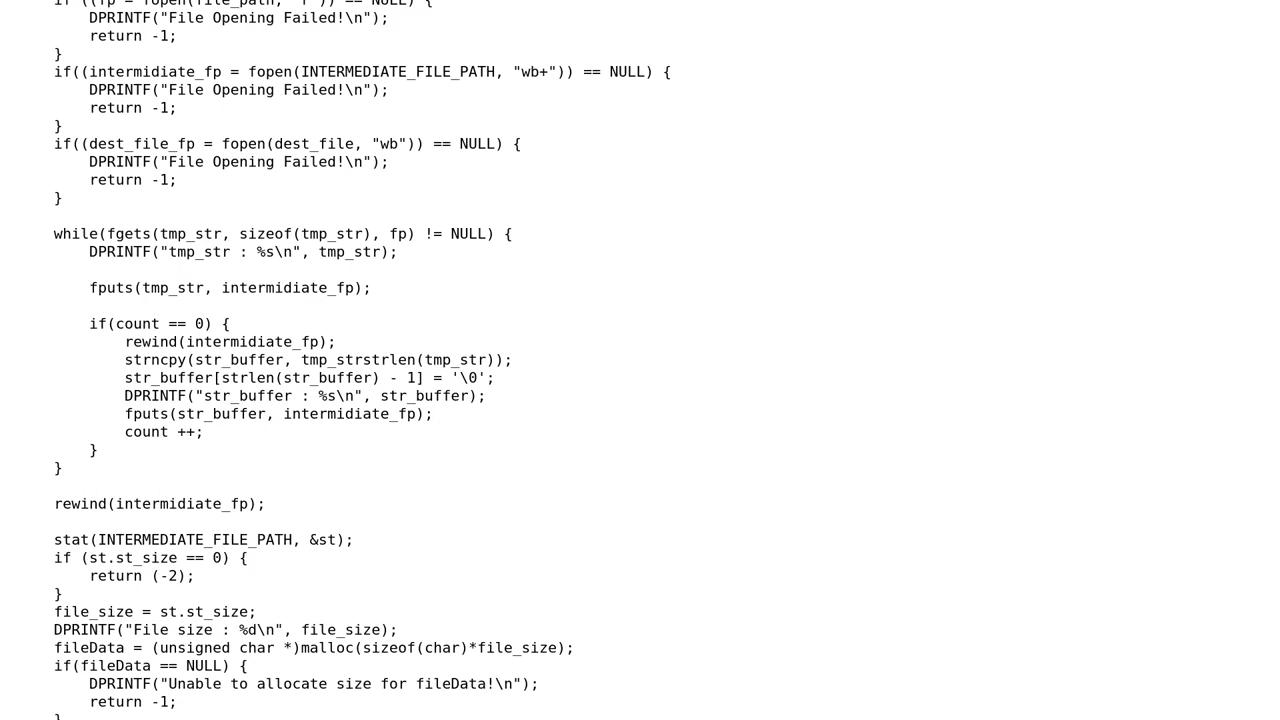 if ((fp = fopen(file_path, "r")) == NULL) {
DPRINTF("File Opening Failed!\n");
return -1;
}
if((intermidiate_fp = fopen(INTERMEDIATE_FILE_PATH, "wb+")) == NULL) {
DPRINTF("File Opening Failed!\n");
return -1;
}
if((dest_file_fp = fopen(dest_file, "wb")) == NULL) {
DPRINTF("File Opening Failed!\n");
return -1;
}
while(fgets(tmp_str, sizeof(tmp_str), fp) != NULL) {
DPRINTF("tmp_str : %s\n", tmp_str);
fputs(tmp_str, intermidiate_fp);
if(count == 0) {
rewind(intermidiate_fp);
strncpy(str_buffer, tmp_strstrlen(tmp_str));
str_buffer[strlen(str_buffer) - 1] = '\0';
DPRINTF("str_buffer : %s\n", str_buffer);
fputs(str_buffer, intermidiate_fp);
count ++;
}
}
rewind(intermidiate_fp);
stat(INTERMEDIATE_FILE_PATH, &st);
if (st.st_size == 0) {
return (-2);
}
file_size = st.st_size;
DPRINTF("File size : %d\n", file_size);
fileData = (unsigned char *)malloc(sizeof(char)*file_size);
if(fileData == NULL) {
DPRINTF("Unable to allocate size for fileData!\n");
return -1;
}